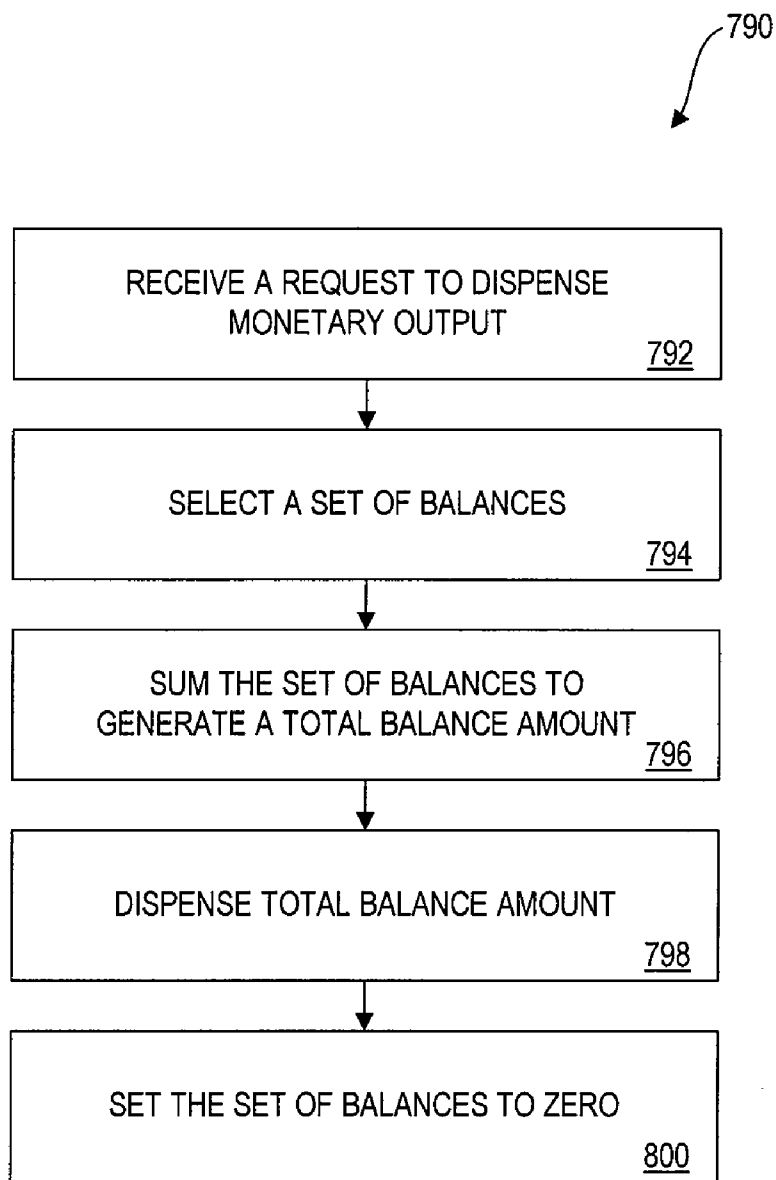 790
RECEIVE A REQUEST TO DISPENSE
MONETARY OUTPUT
792
SELECT A SET OF BALANCES
794
SUM THE SET OF BALANCES TO
GENERATE A TOTAL BALANCE AMOUNT
796
DISPENSE TOTAL BALANCE AMOUNT
798
SET THE SET OF BALANCES TO ZERO
800